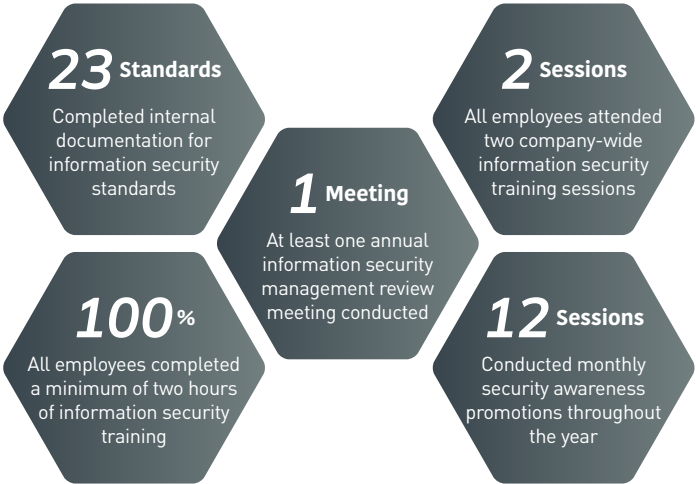 23 Standards
Completed internal
documentation for
information security
standards
2 Sessions
All employees attended
two company-wide
information security
training sessions
1 Meeting
At least one annual
information security
management review
meeting conducted
100%
All employees completed
a minimum of two hours
of information security
training
12 Sessions
Conducted monthly
security awareness
promotions throughout
the year